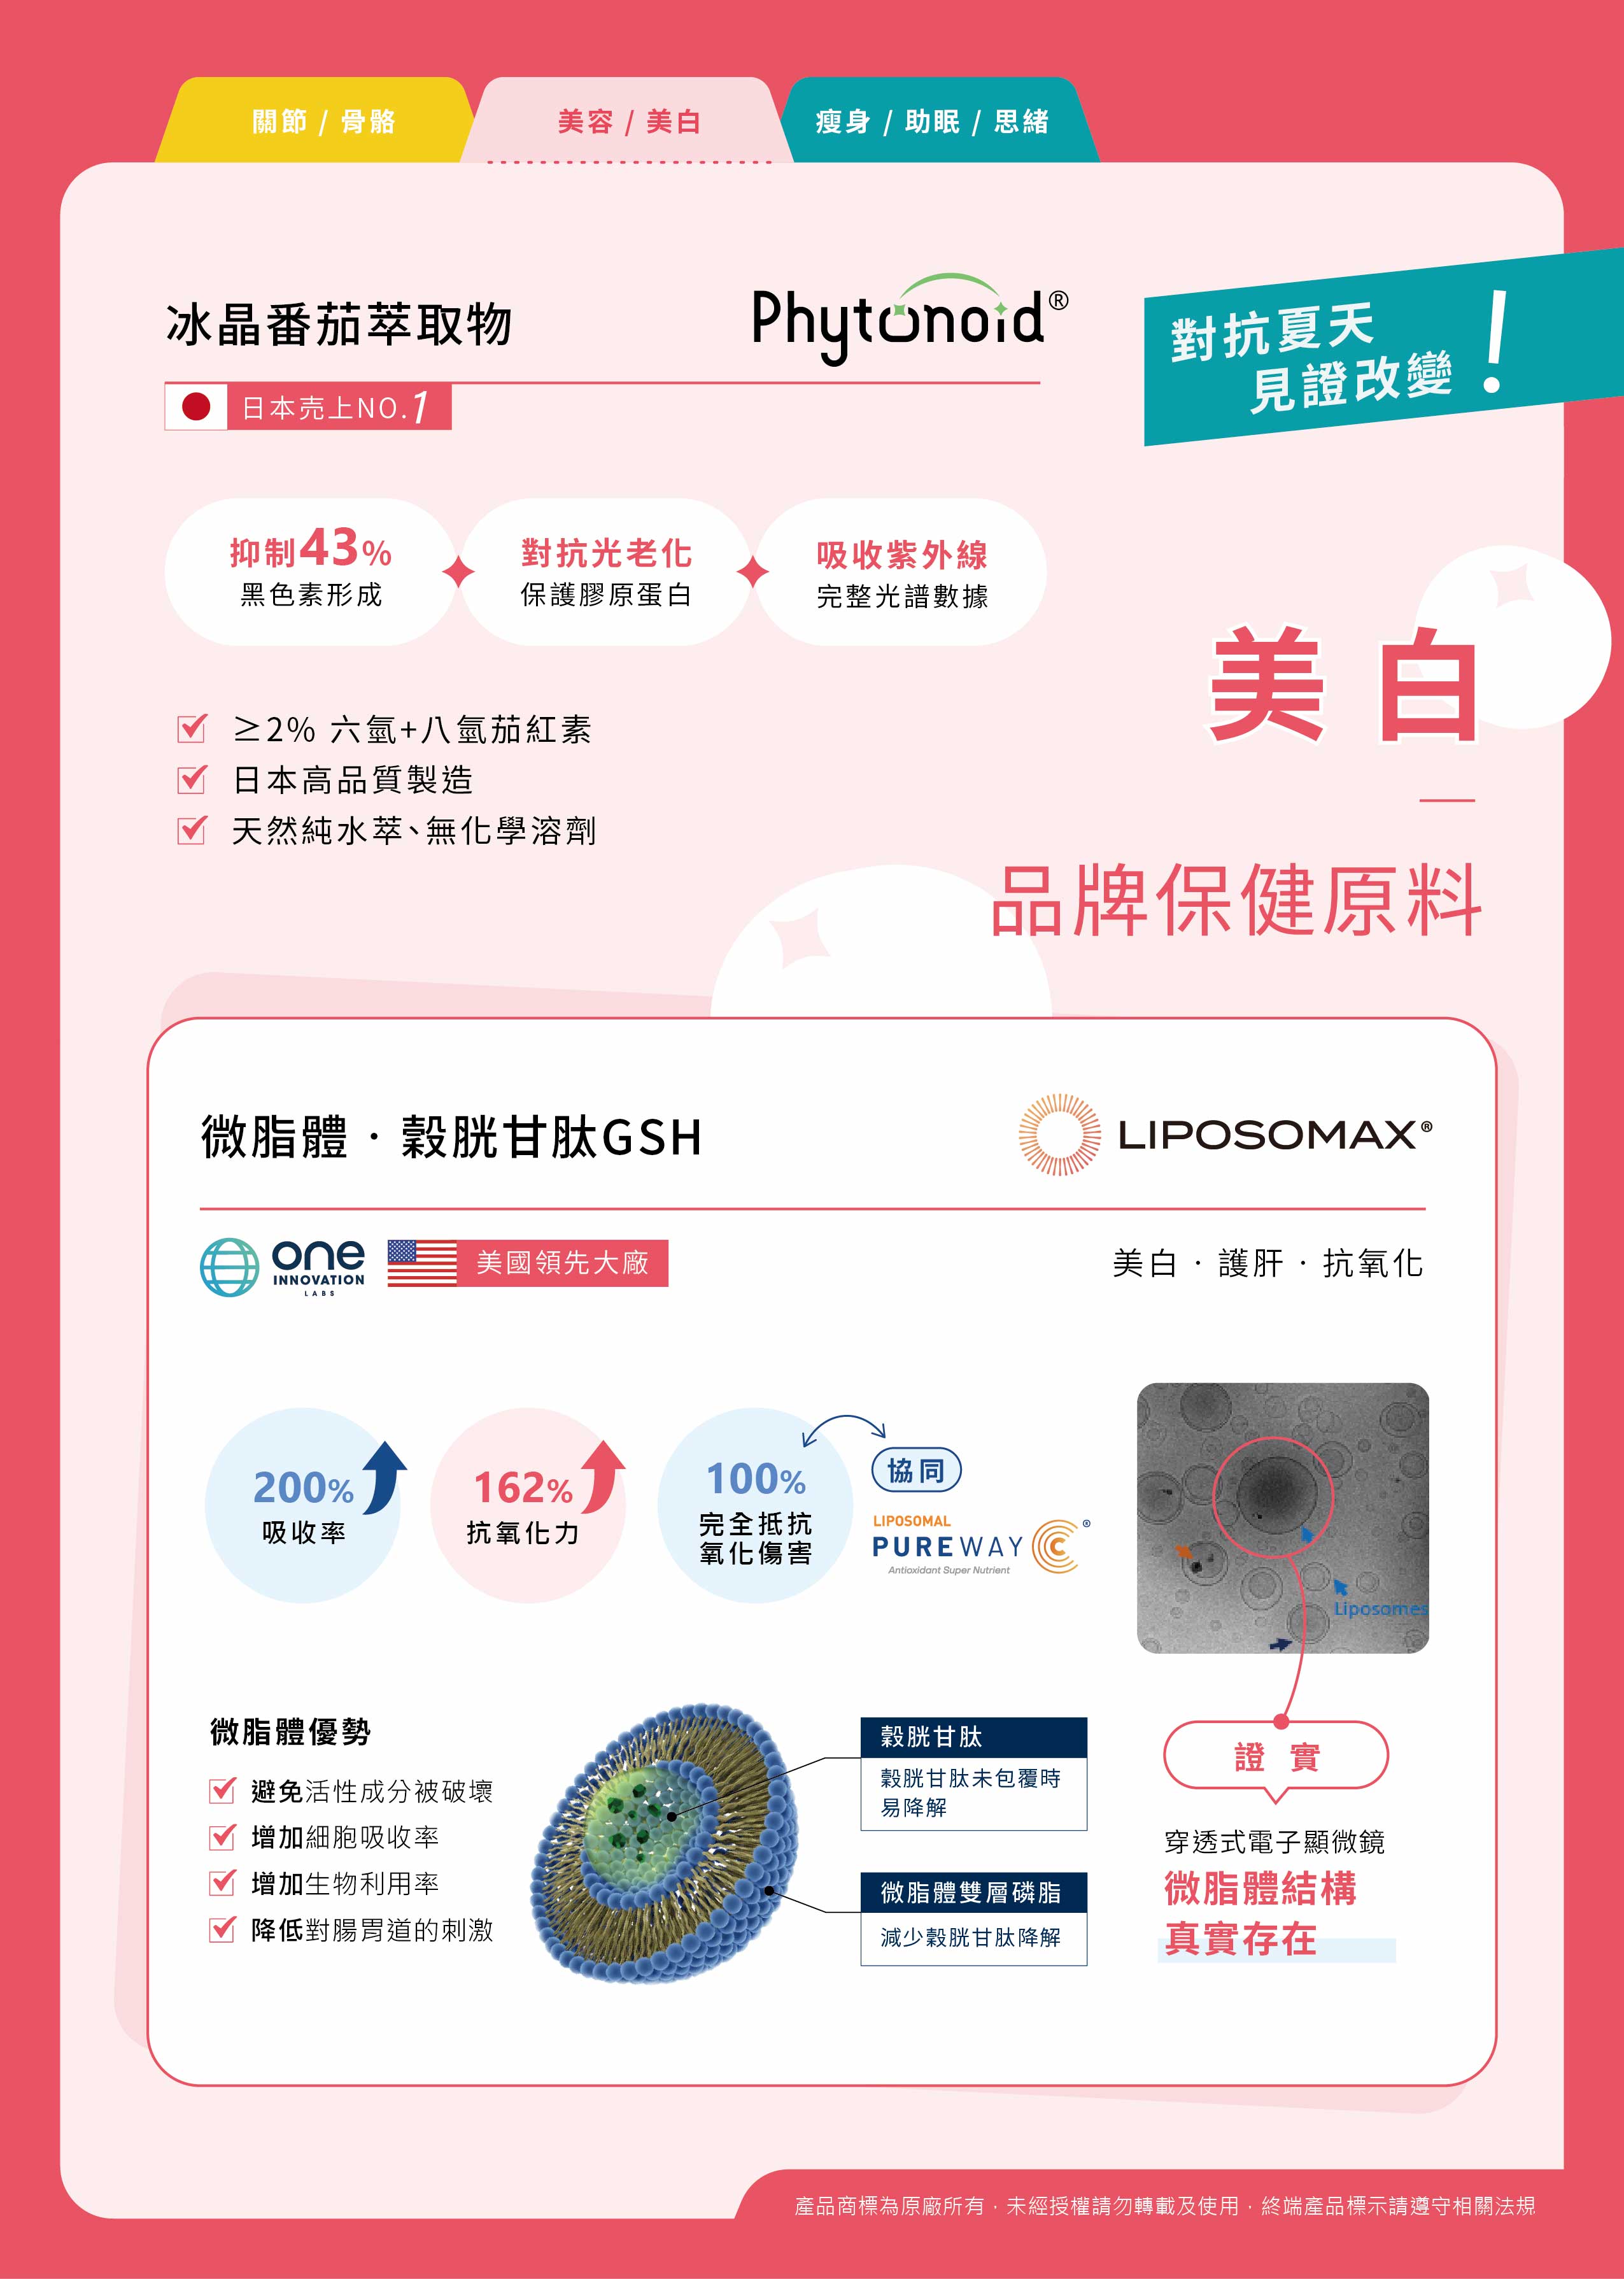 關節 / 骨骼
美容 / 美白
瘦身 / 助眠 / 思緒
冰晶番茄萃取物
Phytonoid®
日本売上NO.1
對抗夏天
見證改變！
抑制43%
黑色素形成
對抗光老化
保護膠原蛋白
吸收紫外線
完整光譜數據
≥2% 六氫+八氫茄紅素
日本高品質製造
天然純水萃、無化學溶劑
美白
品牌保健原料
微脂體‧穀胱甘肽GSH
LIPOSOMAX®
one
INNOVATION
LABS
美國領先大廠
美白‧護肝‧抗氧化
200%
吸收率
162%
抗氧化力
100%
完全抵抗
氧化傷害
協同
LIPOSOMAL
PUREWAY C®
Antioxidant Super Nutrient
Liposomes
微脂體優勢
避免活性成分被破壞
增加細胞吸收率
增加生物利用率
降低對腸胃道的刺激
穀胱甘肽
穀胱甘肽未包覆時
易降解
微脂體雙層磷脂
減少穀胱甘肽降解
證實
穿透式電子顯微鏡
微脂體結構
真實存在
產品商標為原廠所有‧未經授權請勿轉載及使用‧終端產品標示請遵守相關法規